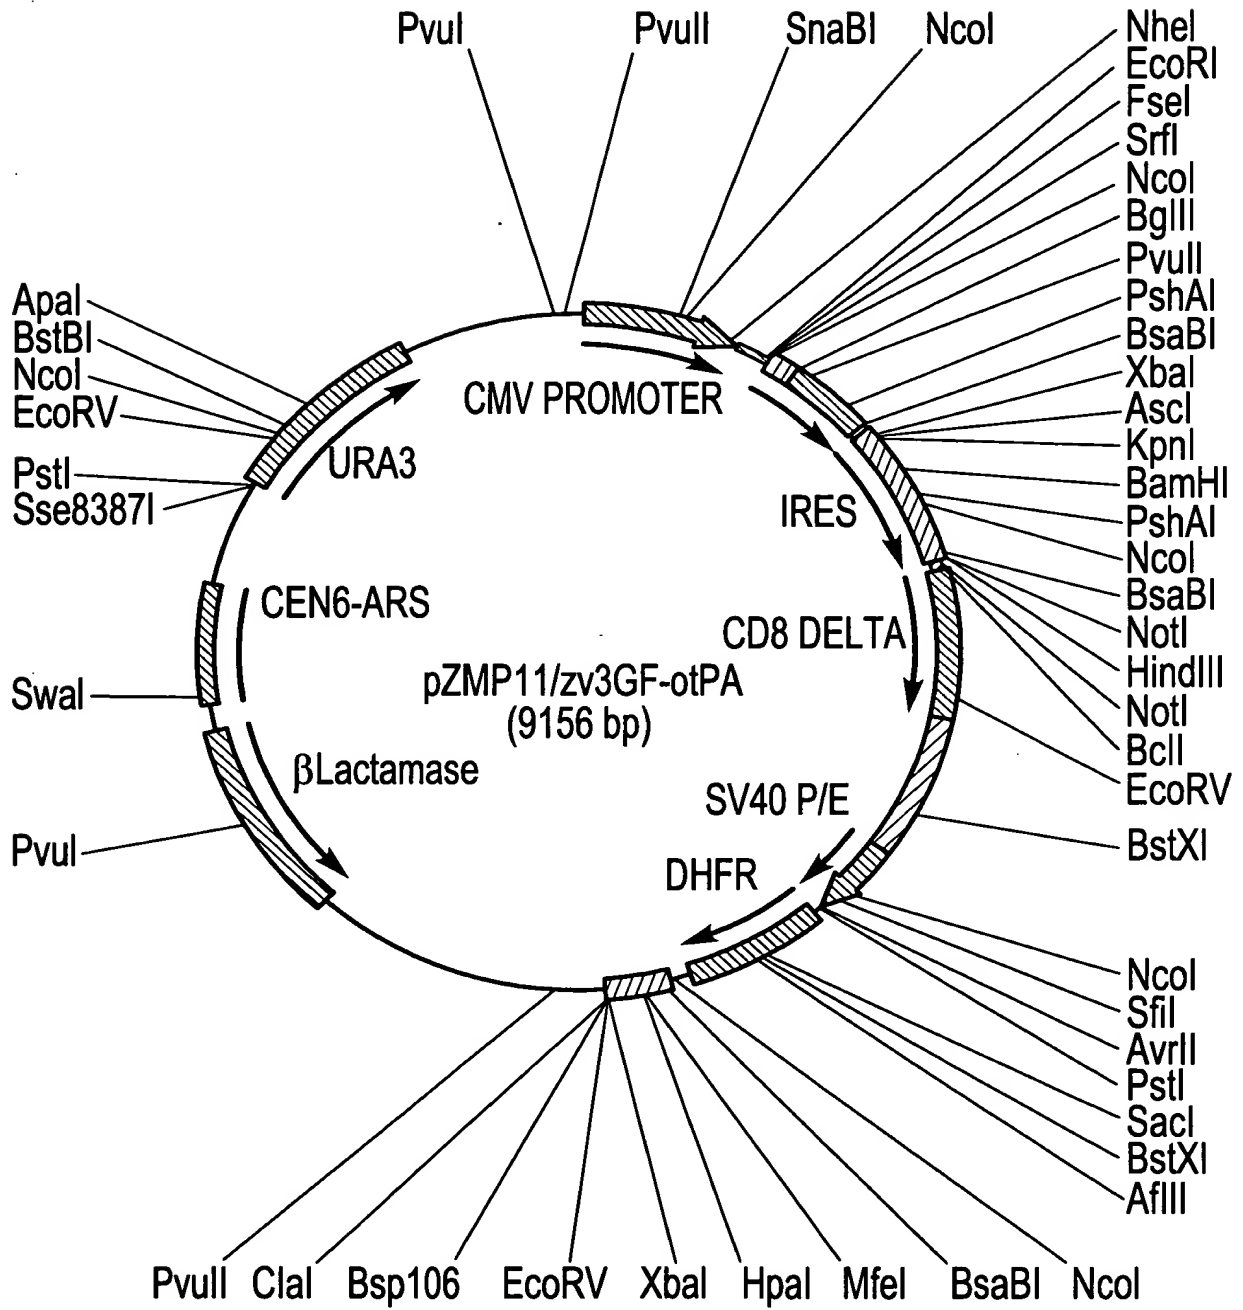 PvuI
PvuII
SnaBI
NcoI
NheI
EcoRI
FseI
SrfI
NcoI
BglII
PvuII
PshAI
BsaBI
XbaI
AscI
KpnI
BamHI
PshAI
NcoI
BsaBI
NotI
HindIII
NotI
BclI
EcoRV
BstXI
NcoI
SfiI
AvrII
PstI
SacI
BstXI
AflII
ApaI
BstBI
NcoI
EcoRV
PstI
Sse8387I
SwaI
PvuI
CMV PROMOTER
URA3
IRES
CEN6-ARS
CD8 DELTA
pZMP11/zv3GF-otPA
(9156 bp)
βLactamase
SV40 P/E
DHFR
PvuII
ClaI
Bsp106
EcoRV
XbaI
HpaI
MfeI
BsaBI
NcoI